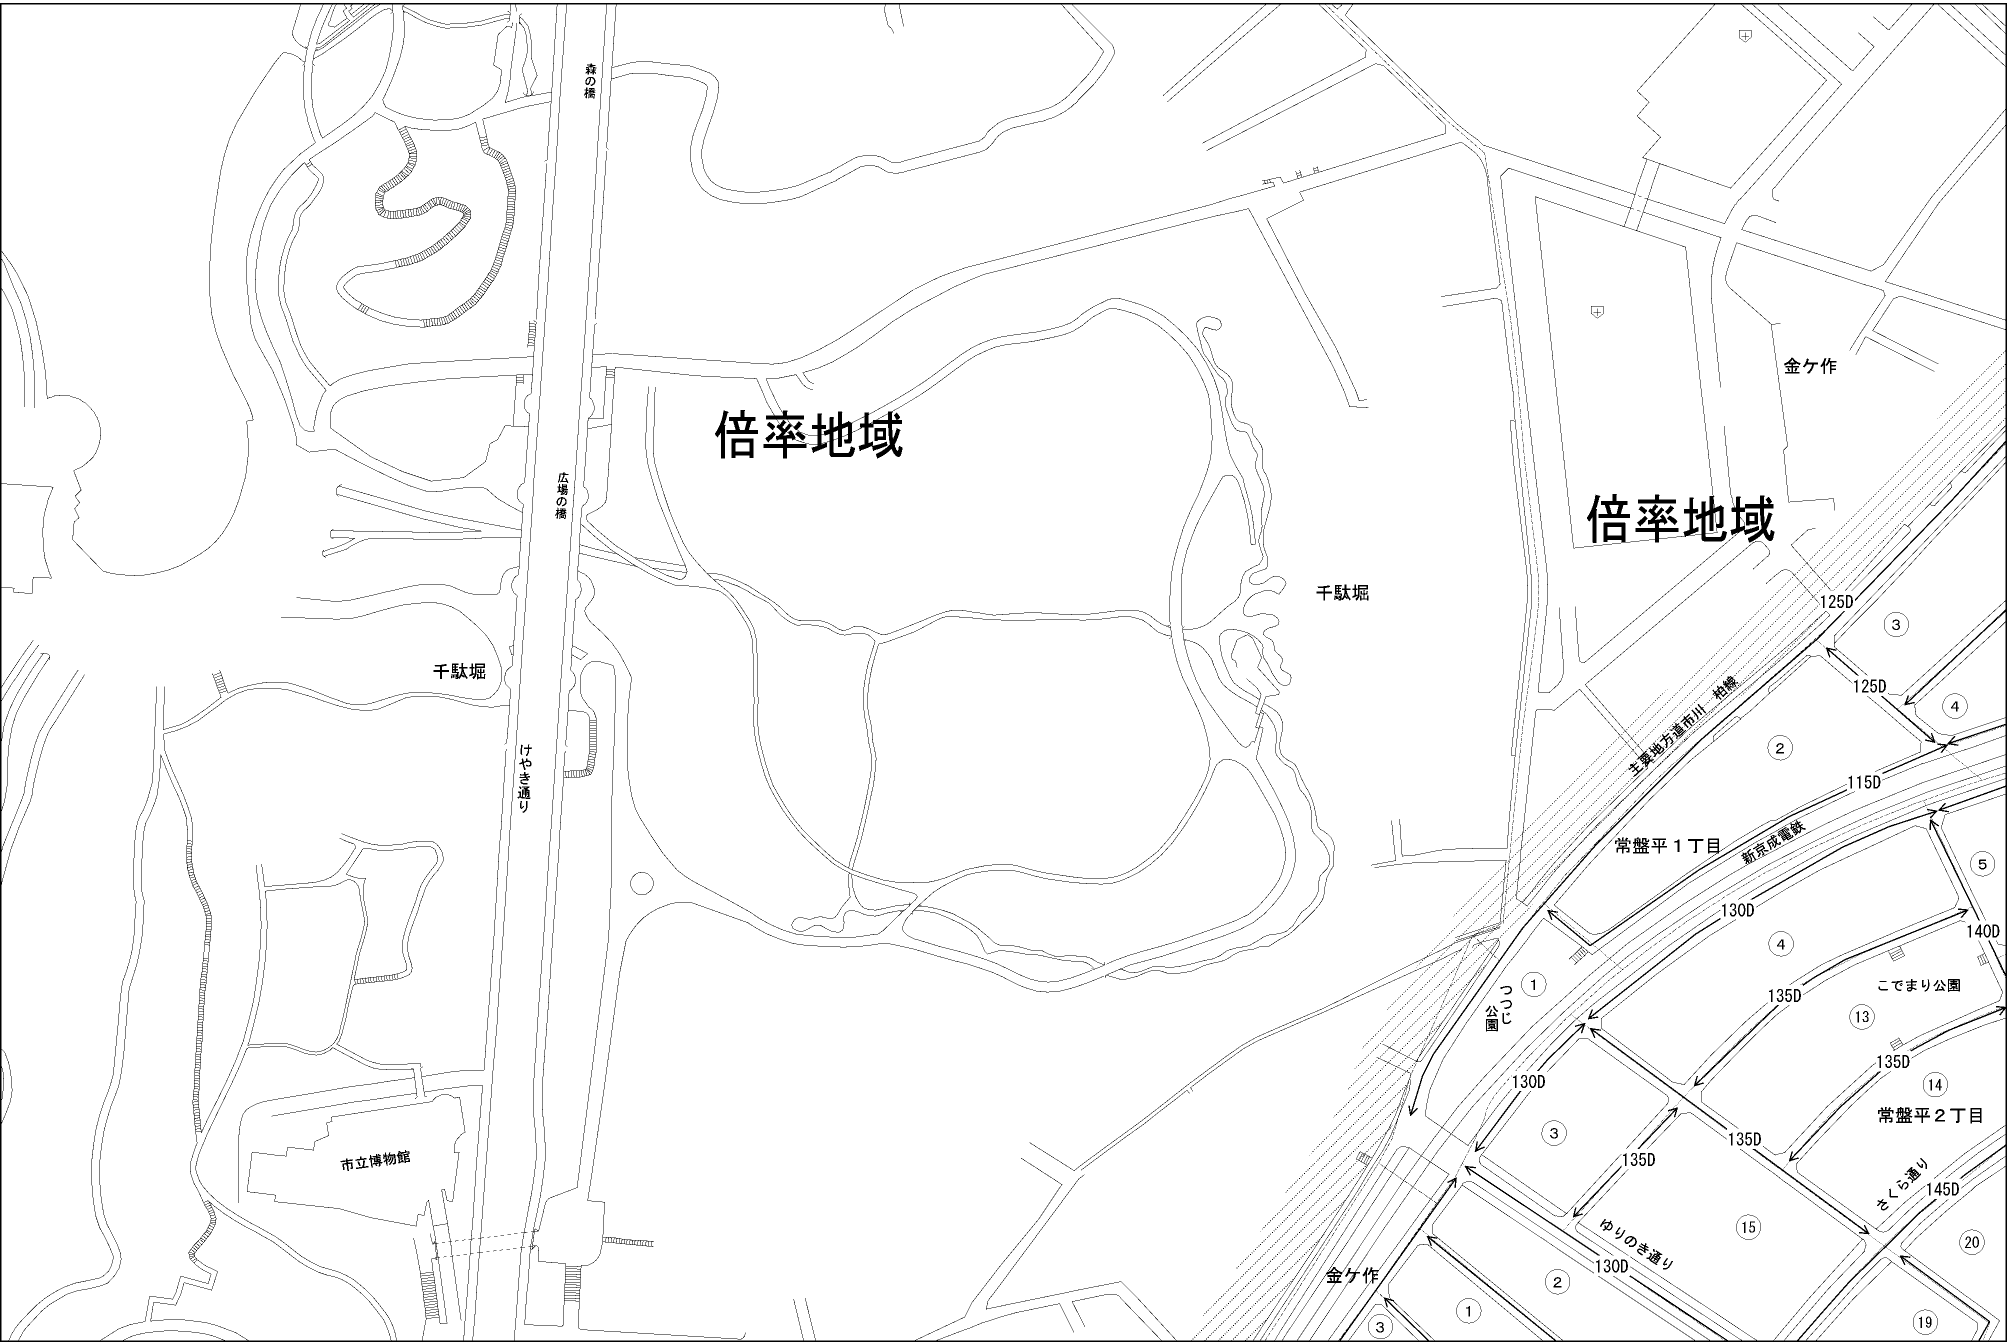 森の橋
金ケ作
倍率地域
広場の橋
倍率地域
千駄堀
125D
3
千駄堀
125D
主要地方道市川　柏線
4
2
けやき通り
115D
常盤平１丁目
新京成電鉄
5
130D
140D
4
1
つつじ
公園
135D
こでまり公園
13
135D
130D
14
常盤平２丁目
3
135D
市立博物館
135D
さくら通り
145D
15
ゆりのき通り
20
130D
金ケ作
2
1
3
19